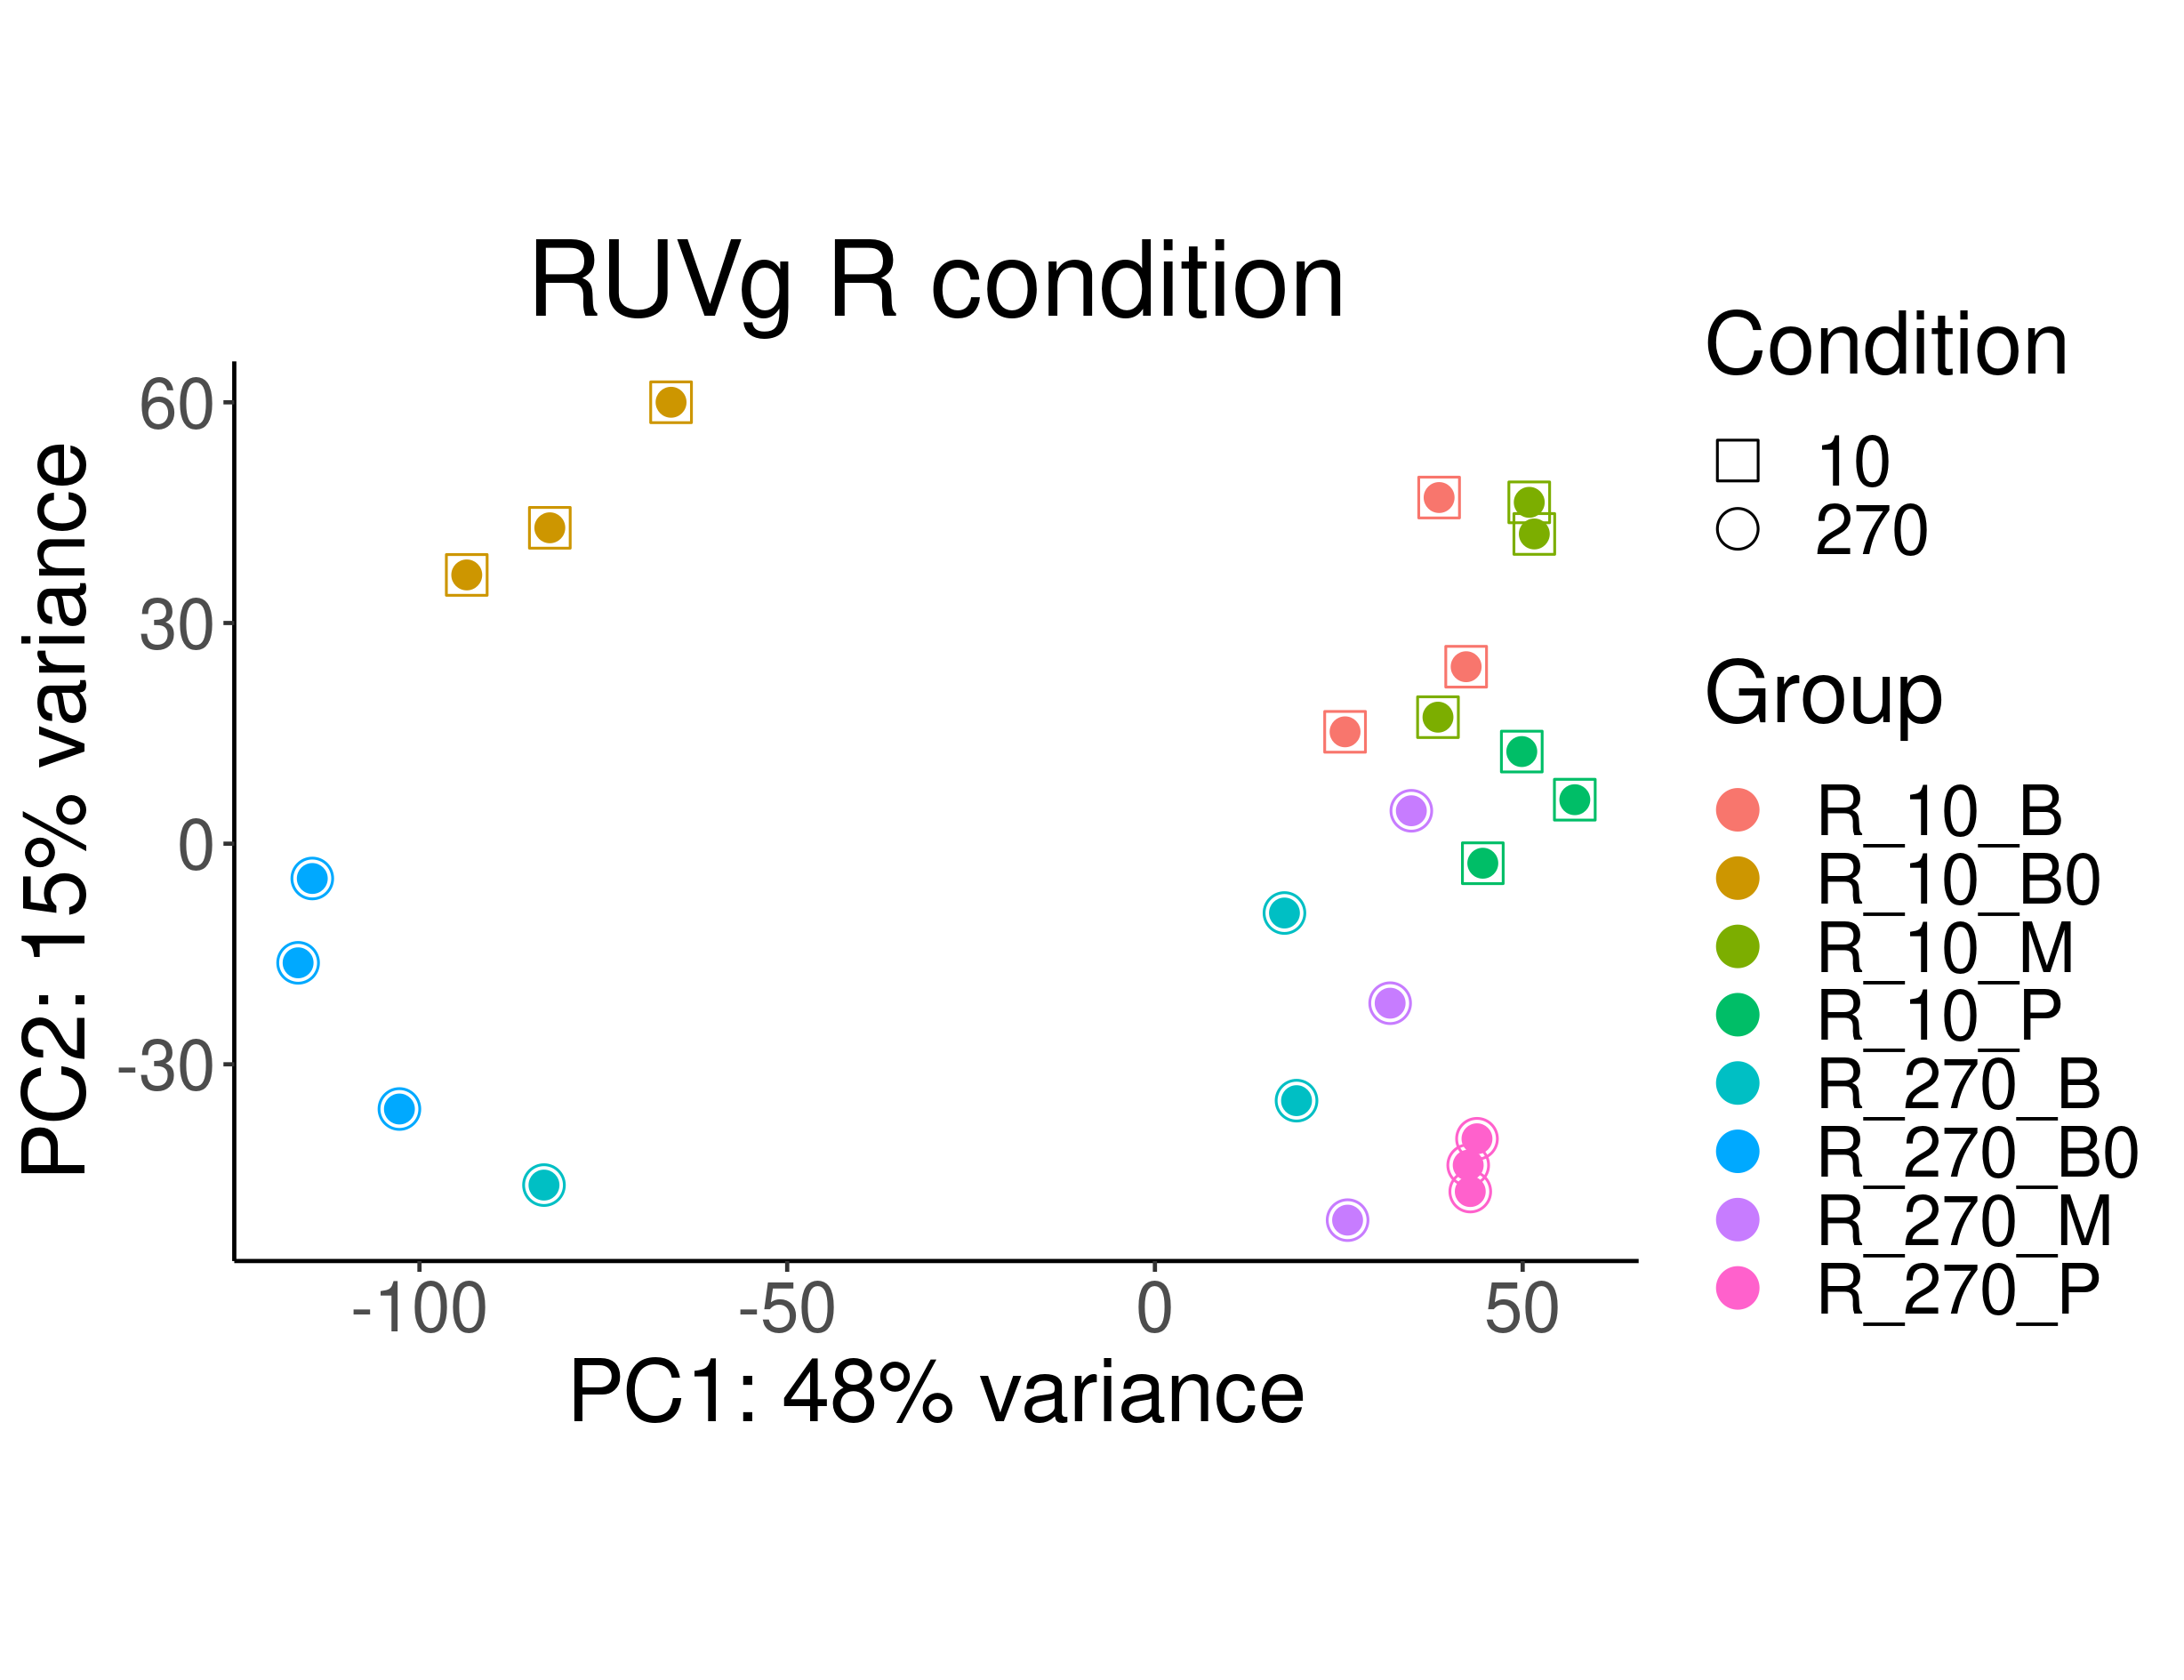 RUVg R condition
60
30
0
-30
PC2: 15% variance
-100
-50
0
50
PC1: 48% variance
Condition
10
270
Group
R_10_B
R_10_B0
R_10_M
R_10_P
R_270_B
R_270_B0
R_270_M
R_270_P